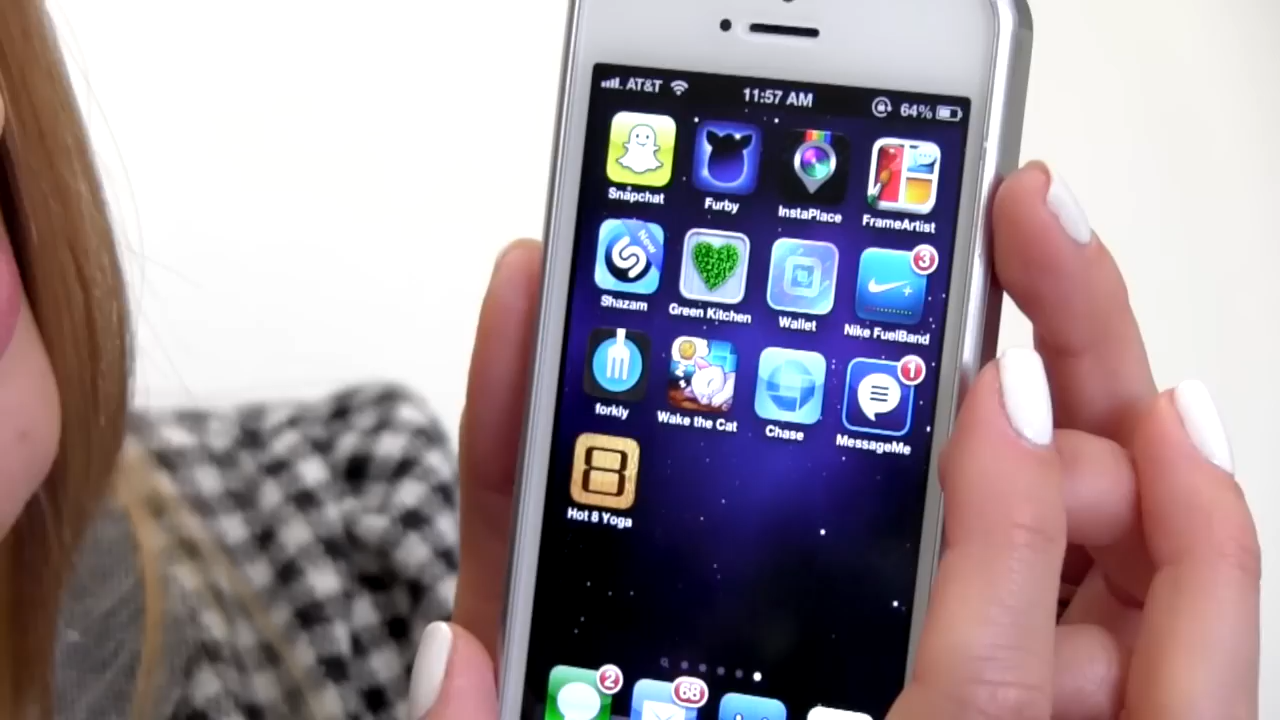 AT&T 11:57 AM 64%
Snapchat Furby InstaPlace FrameArtist
New 3
Shazam Green Kitchen Wallet Nike FuelBand
1
forkly Wake the Cat Chase MessageMe
8
Hot 8 Yoga
2 68